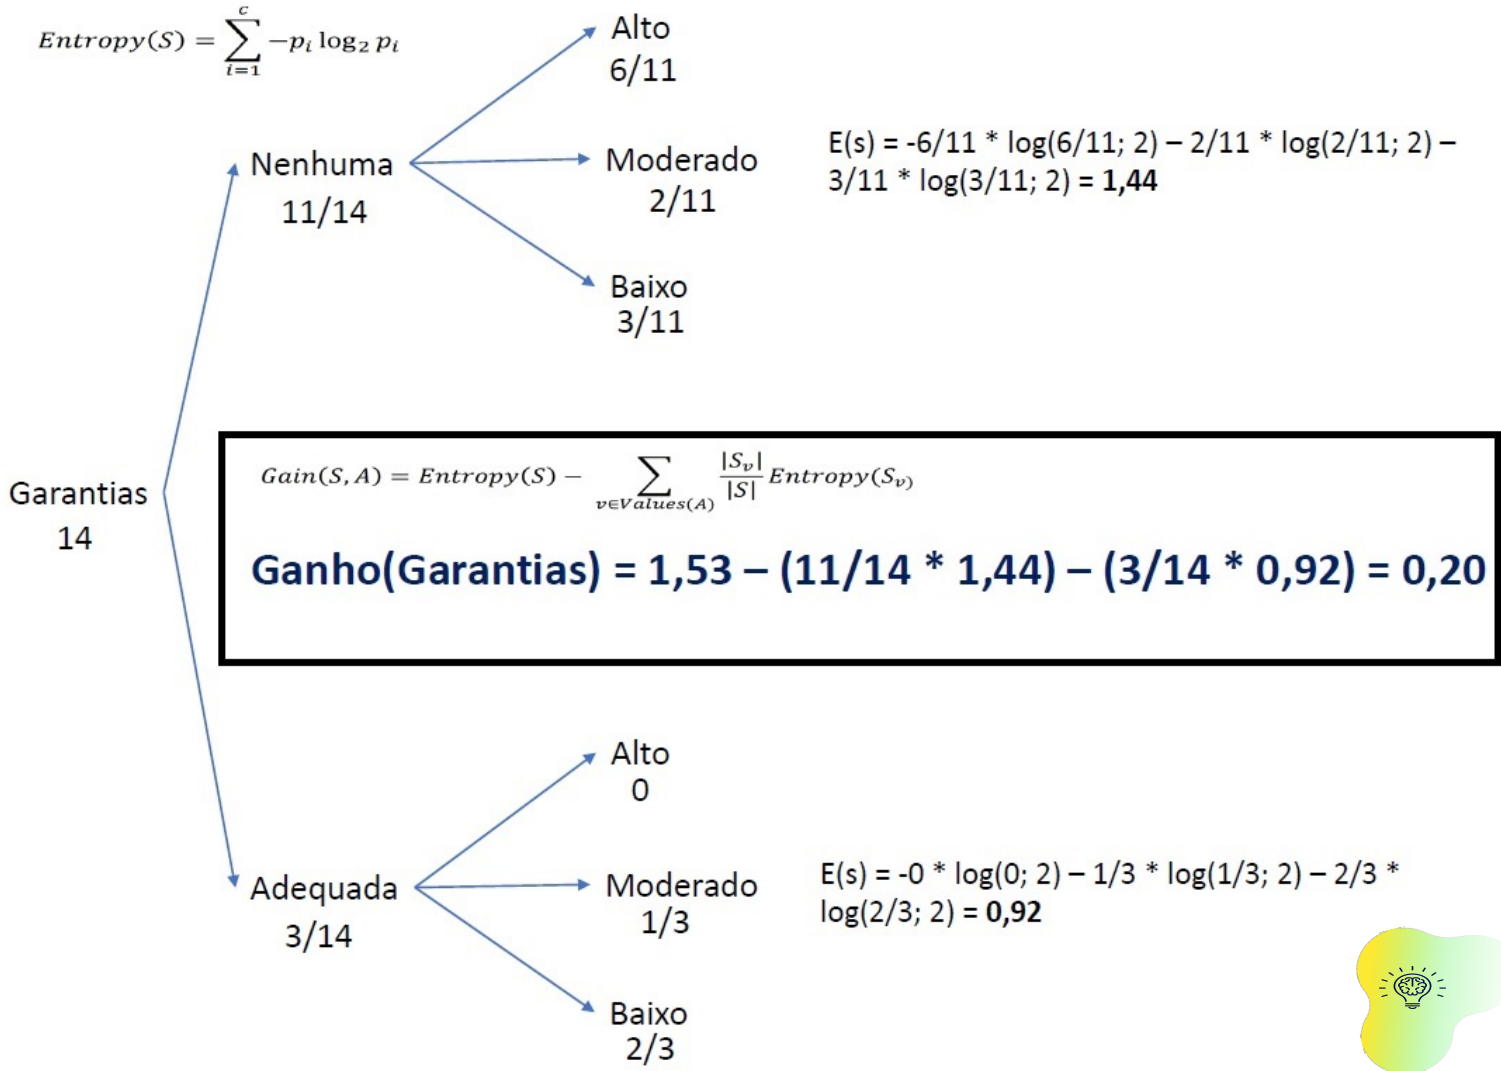 Entropy(S) = \sum_{i=1}^{c} -p_i \log_2 p_i
Alto
6/11
Nenhuma
11/14
Moderado
2/11
Baixo
3/11
E(s) = -6/11 * log(6/11; 2) – 2/11 * log(2/11; 2) –
3/11 * log(3/11; 2) = 1,44
Garantias
14
Gain(S, A) = Entropy(S) − \sum_{v∈Values(A)} \frac{|S_v|}{|S|} Entropy(S_{v)}
Ganho(Garantias) = 1,53 – (11/14 * 1,44) – (3/14 * 0,92) = 0,20
Alto
0
Adequada
3/14
Moderado
1/3
Baixo
2/3
E(s) = -0 * log(0; 2) – 1/3 * log(1/3; 2) – 2/3 *
log(2/3; 2) = 0,92